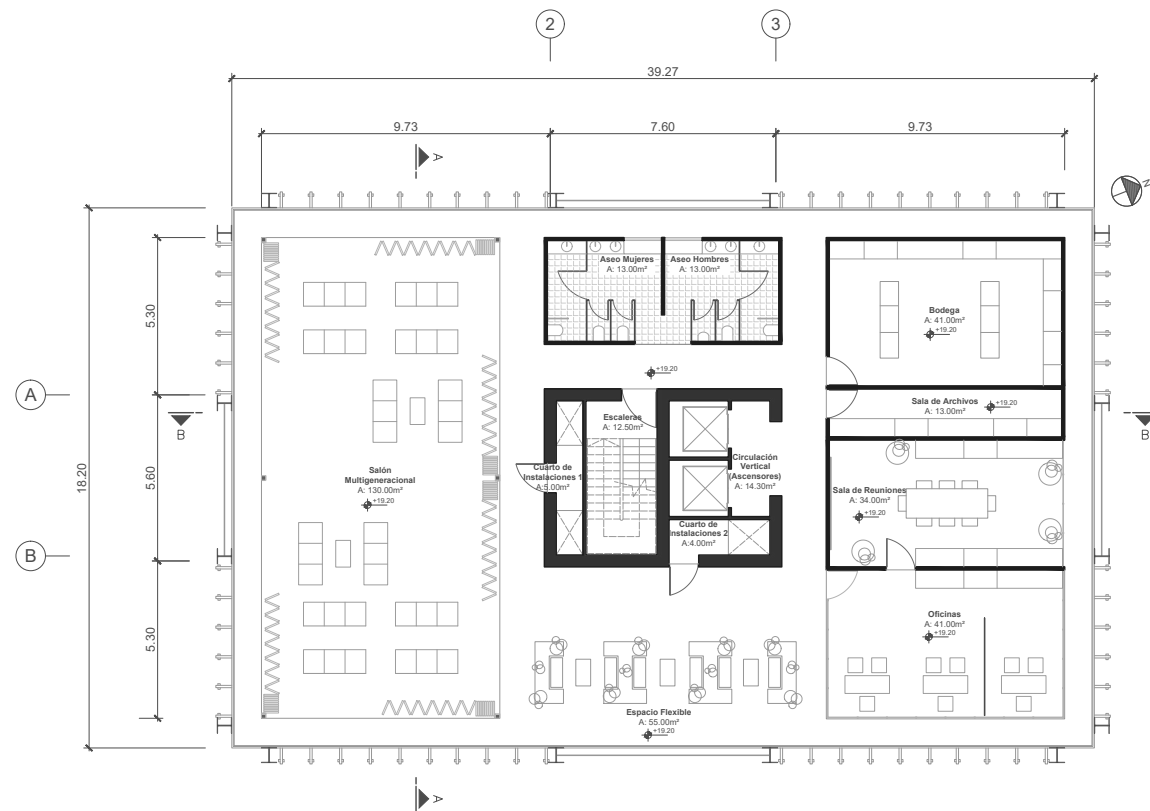 2
3
39.27
9.73
7.60
9.73
A
N
18.20
5.30
5.60
5.30
A
B
Aseo Mujeres
A: 13.00m²
Aseo Hombres
A: 13.00m²
Bodega
A: 41.00m²
+19.20
+19.20
Sala de Archivos
A: 13.00m²
+19.20
B
B
Escaleras
A: 12.50m²
Circulación
Vertical
(Ascensores)
A: 14.30m²
Cuarto de
Instalaciones 1
A:5.00m²
Salón
Multigeneracional
A: 130.00m²
+19.20
Sala de Reuniones
A: 34.00m²
+19.20
Cuarto de
Instalaciones 2
A:4.00m²
Oficinas
A: 41.00m²
+19.20
Espacio Flexible
A: 55.00m²
+19.20
A